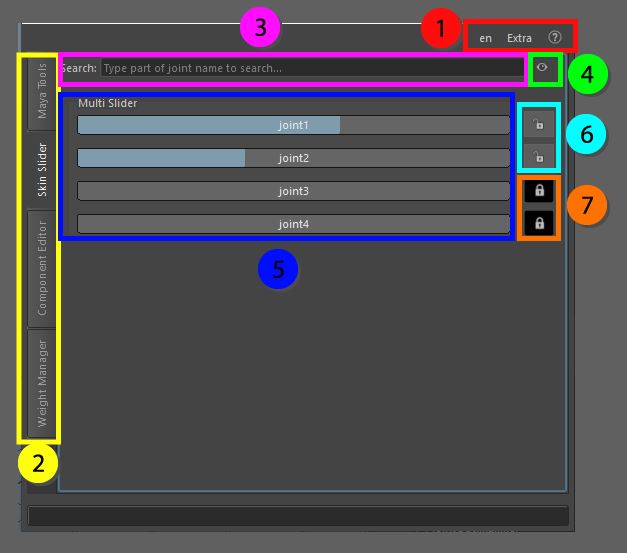 3
1
en Extra ?
Search: Type part of joint name to search...
4
Maya Tools
Skin Slider
Component Editor
Weight Manager
Multi Slider
joint1
joint2
joint3
joint4
6
7
5
2